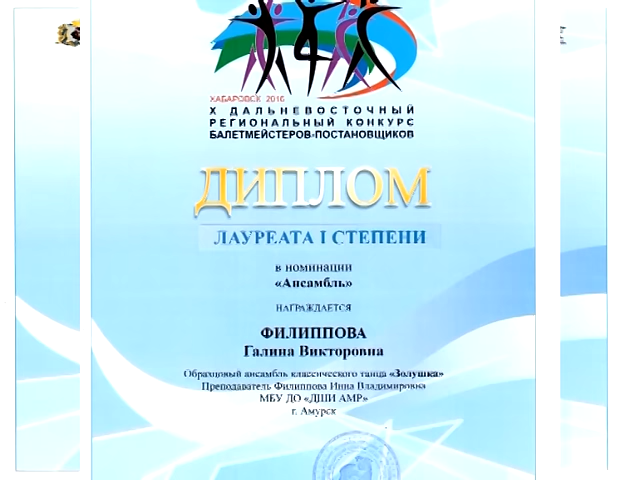 ХАБАРОВСК 2016
X ДАЛЬНЕВОСТОЧНЫЙ
РЕГИОНАЛЬНЫЙ КОНКУРС
БАЛЕТМЕЙСТЕРОВ-ПОСТАНОВЩИКОВ
ДИПЛОМ
ЛАУРЕАТА I СТЕПЕНИ
в номинации
«Ансамбль»
НАГРАЖДАЕТСЯ
ФИЛИППОВА
Галина Викторовна
Образцовый ансамбль классического танца «Золушка»
Преподаватель Филиппова Инна Владимировна
МБУ ДО «ДШИ АМР»
г. Амурск